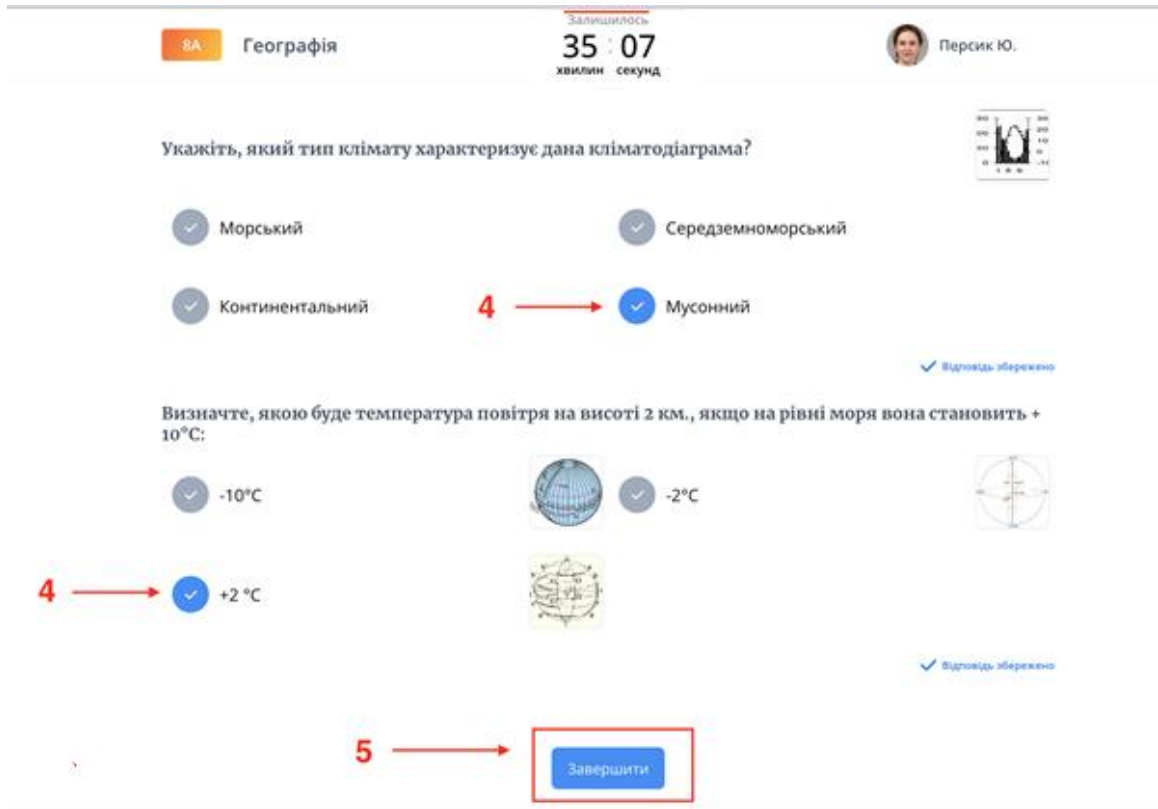 Залишилось
8А Географія 35 : 07 Персик Ю.
хвилин секунд
Укажіть, який тип клімату характеризує дана кліматодіаграма?
Морський Середземноморський
Континентальний 4 Мусонний
Відповідь збережено
Визначте, якою буде температура повітря на висоті 2 км., якщо на рівні моря вона становить +
10°C:
-10°C -2°C
4 +2 °C
Відповідь збережено
5 Завершити